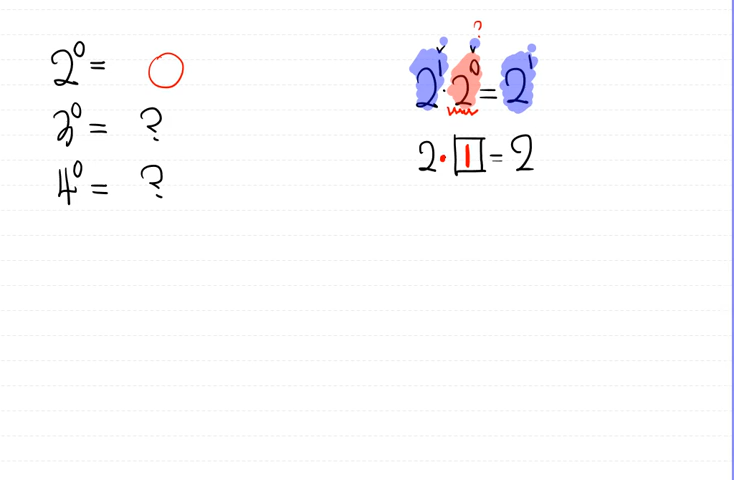 2⁰ =
3⁰ = ?
4⁰ = ?
?
2¹ · 2⁰ = 2¹
2 · 1 = 2